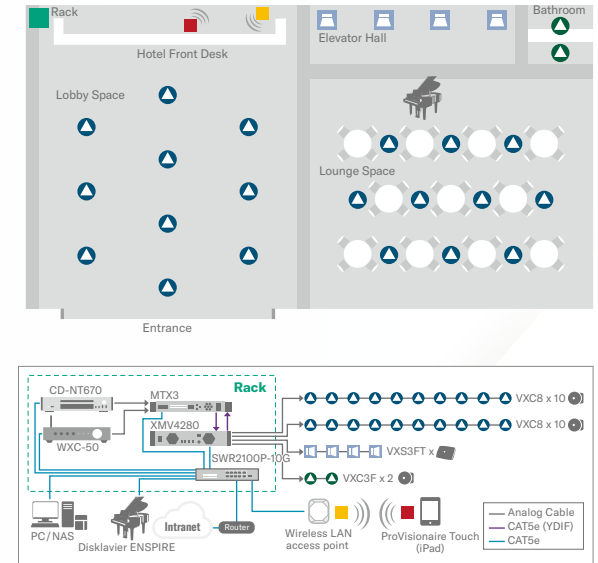 Rack
Bathroom
Elevator Hall
Hotel Front Desk
Lobby Space
Lounge Space
Entrance
Rack
CD-NT670
MTX3
VXC8 x 10
XMV4280
VXC8 x 10
WXC-50
SWR2100P-10G
VXS3FT x
VXC3F x 2
Analog Cable
CAT5e (YDIF)
CAT5e
Intranet
Router
PC/NAS
Disklavier ENSPIRE
Wireless LAN
access point
ProVisionaire Touch
(iPad)